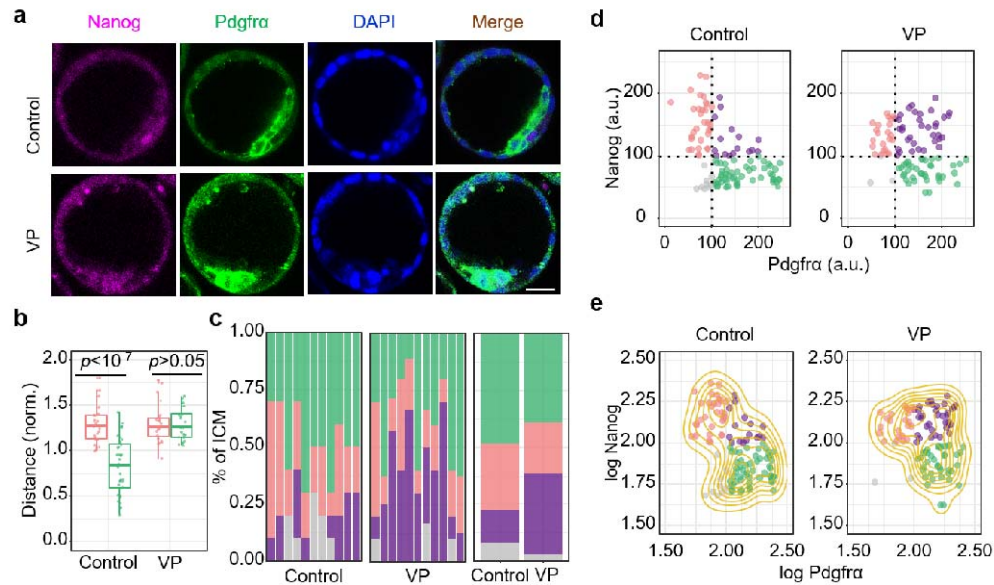 a
Nanog Pdgfrα DAPI Merge
Control
VP
b
2.0
1.5
1.0
0.5
0.0
Distance (norm.)
p<10 7
p>0.05
Control VP
c
1.00
0.75
0.50
0.25
0.00
% of ICM
Control VP Control VP
d
Control VP
200
100
0
Nanog (a.u.)
200
100
0
0 100 200 0 100 200
Pdgfrα (a.u.)
e
Control VP
2.50
2.25
2.00
1.75
1.50
log Nanog
2.50
2.25
2.00
1.75
1.50
1.50 2.00 2.50 1.50 2.00 2.50
log Pdgfrα